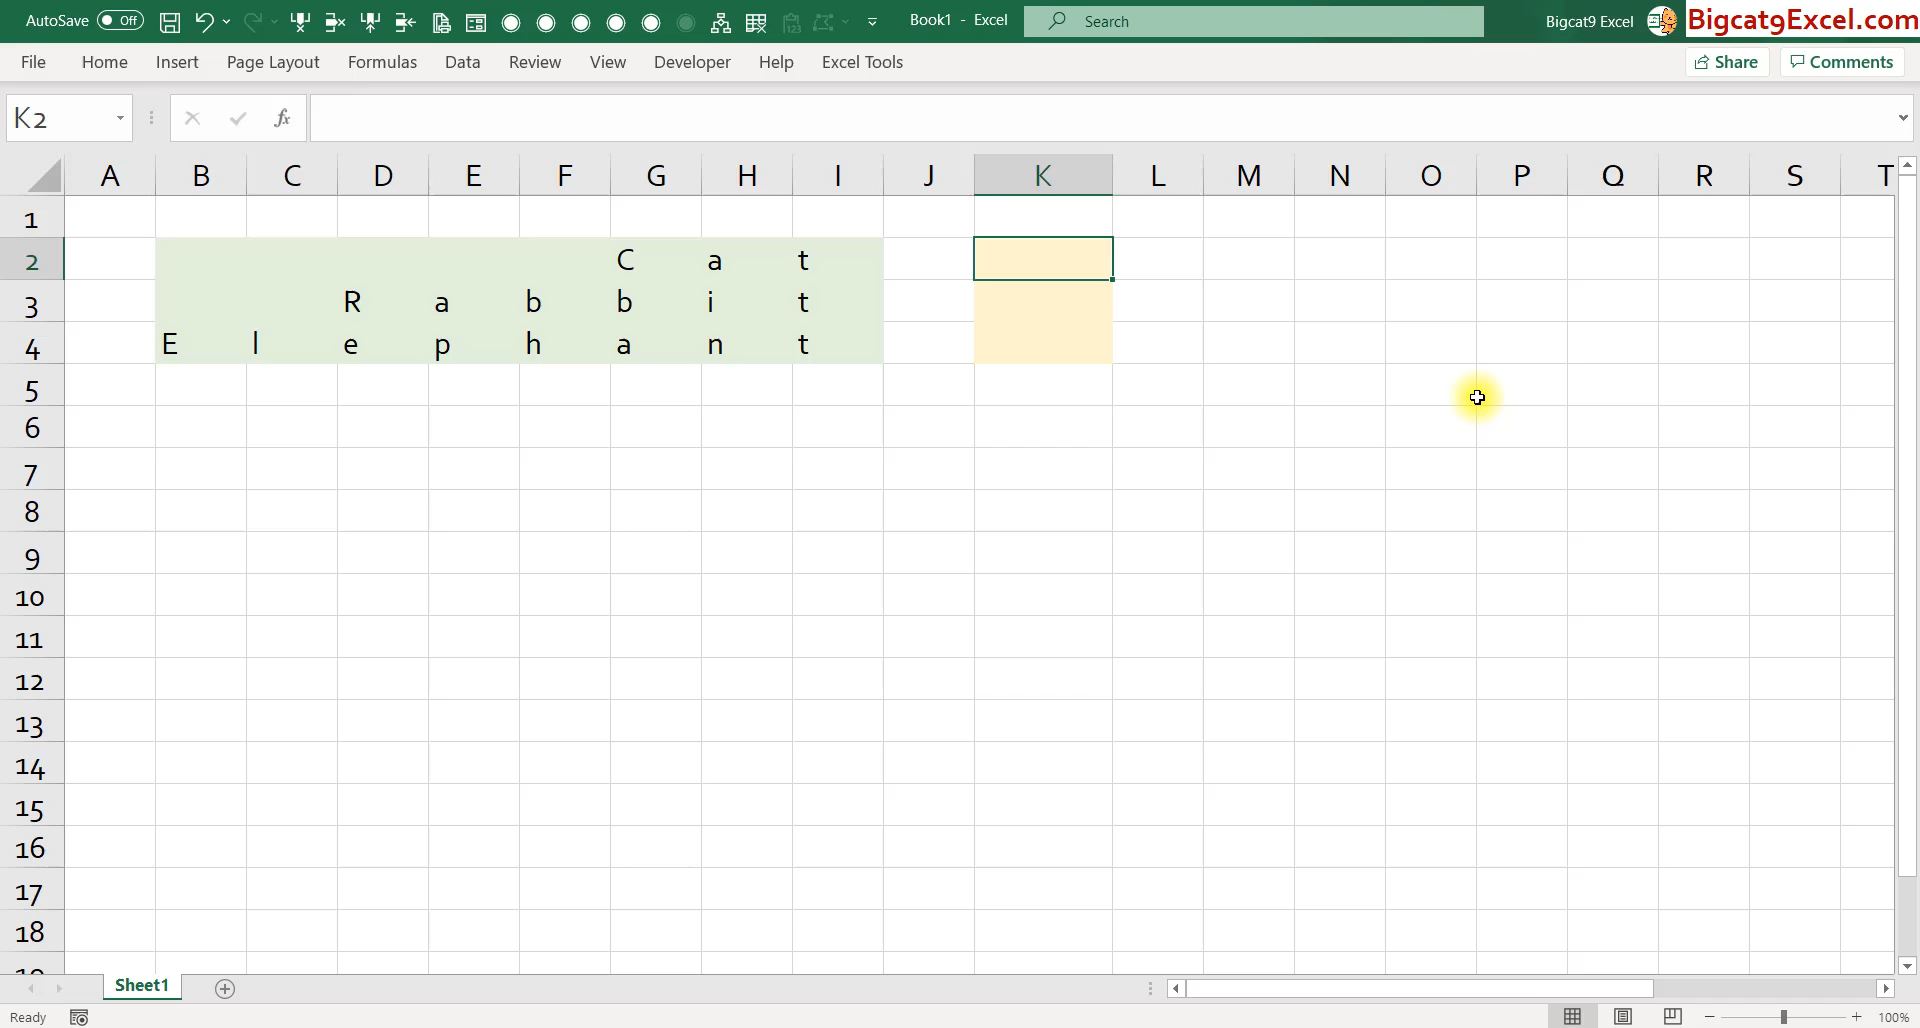 AutoSave Off Book1 - Excel Search Bigcat9 Excel Bigcat9Excel.com
File Home Insert Page Layout Formulas Data Review View Developer Help Excel Tools Share Comments
K2 fx
A B C D E F G H I J K L M N O P Q R S T
1
2 C a t
3 R a b b i t
4 E l e p h a n t
5
6
7
8
9
10
11
12
13
14
15
16
17
18
19
Sheet1
Ready 100%